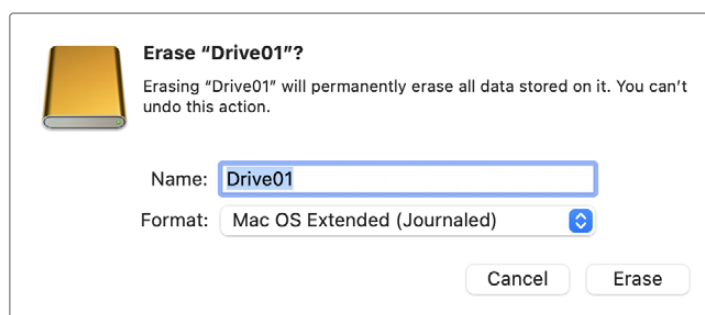 Erase “Drive01”?
Erasing “Drive01” will permanently erase all data stored on it. You can’t
undo this action.
Name: Drive01
Format: Mac OS Extended (Journaled)
Cancel Erase